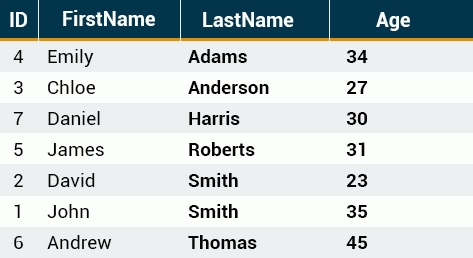 ID FirstName LastName Age
4 Emily Adams 34
3 Chloe Anderson 27
7 Daniel Harris 30
5 James Roberts 31
2 David Smith 23
1 John Smith 35
6 Andrew Thomas 45